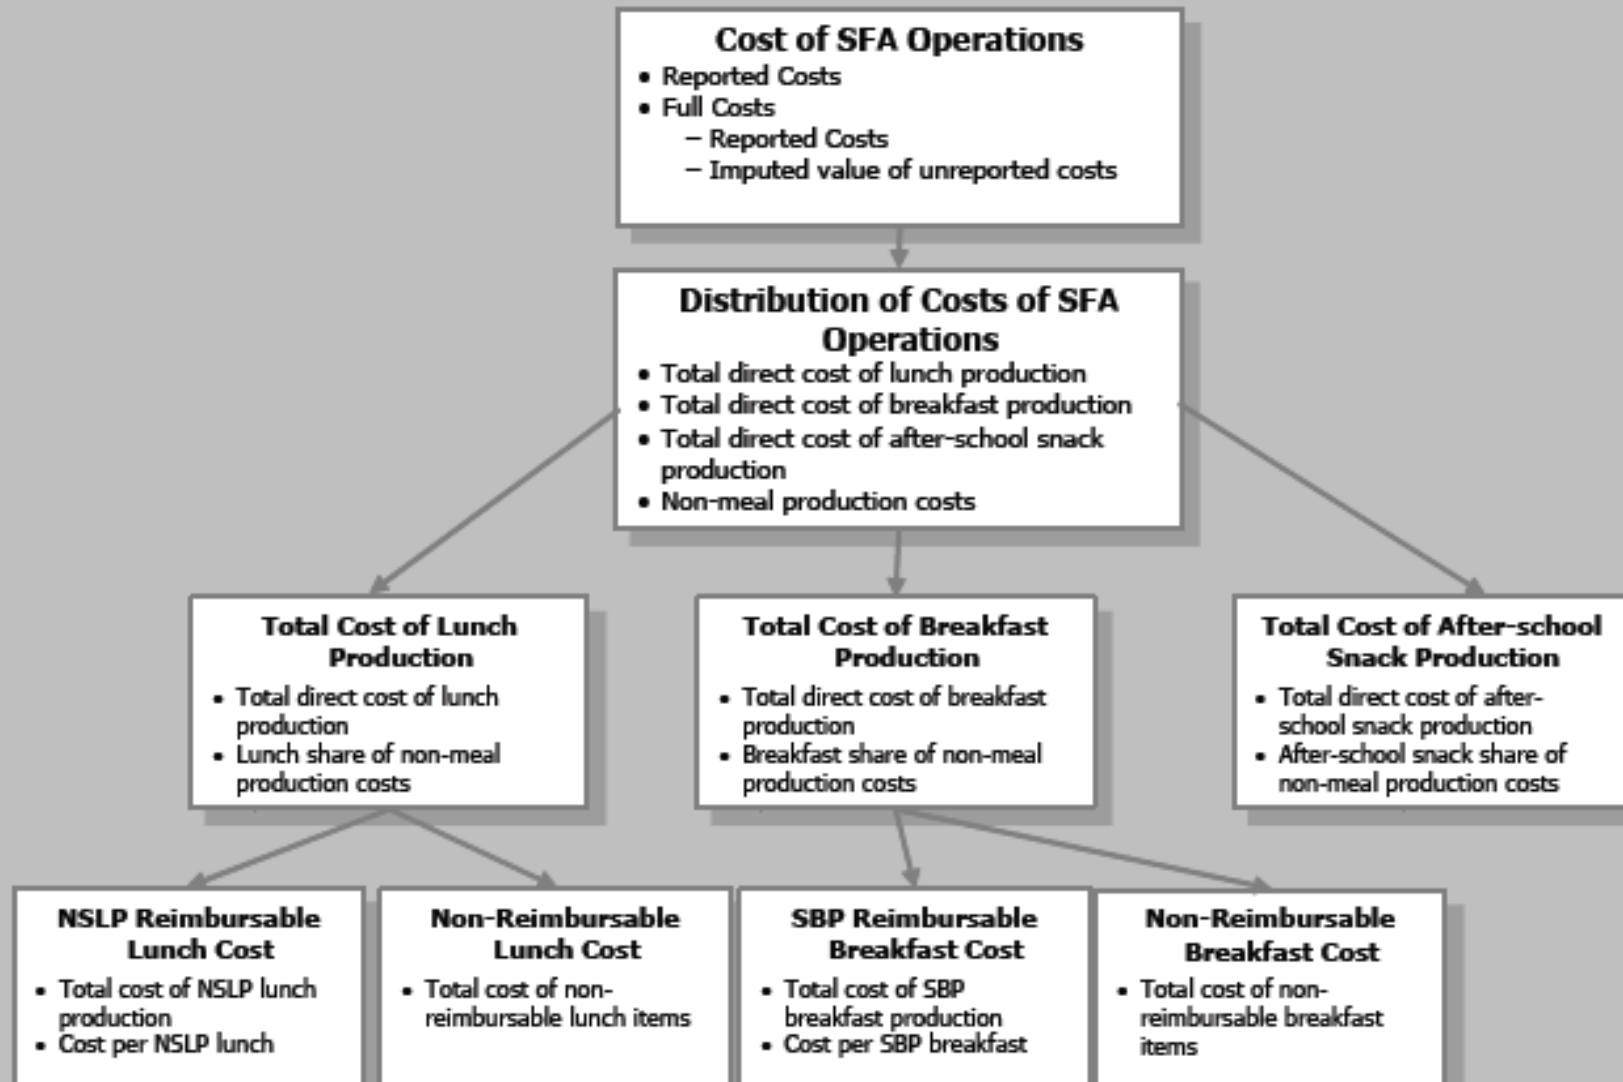 Cost of SFA Operations
• Reported Costs
• Full Costs
– Reported Costs
– Imputed value of unreported costs
Distribution of Costs of SFA
Operations
• Total direct cost of lunch production
• Total direct cost of breakfast production
• Total direct cost of after-school snack
production
• Non-meal production costs
Total Cost of Lunch
Production
• Total direct cost of lunch
production
• Lunch share of non-meal
production costs
Total Cost of Breakfast
Production
• Total direct cost of breakfast
production
• Breakfast share of non-meal
production costs
Total Cost of After-school
Snack Production
• Total direct cost of after-
school snack production
• After-school snack share of
non-meal production costs
NSLP Reimbursable
Lunch Cost
• Total cost of NSLP lunch
production
• Cost per NSLP lunch
Non-Reimbursable
Lunch Cost
• Total cost of non-
reimbursable lunch items
SBP Reimbursable
Breakfast Cost
• Total cost of SBP
breakfast production
• Cost per SBP breakfast
Non-Reimbursable
Breakfast Cost
• Total cost of non-
reimbursable breakfast
items